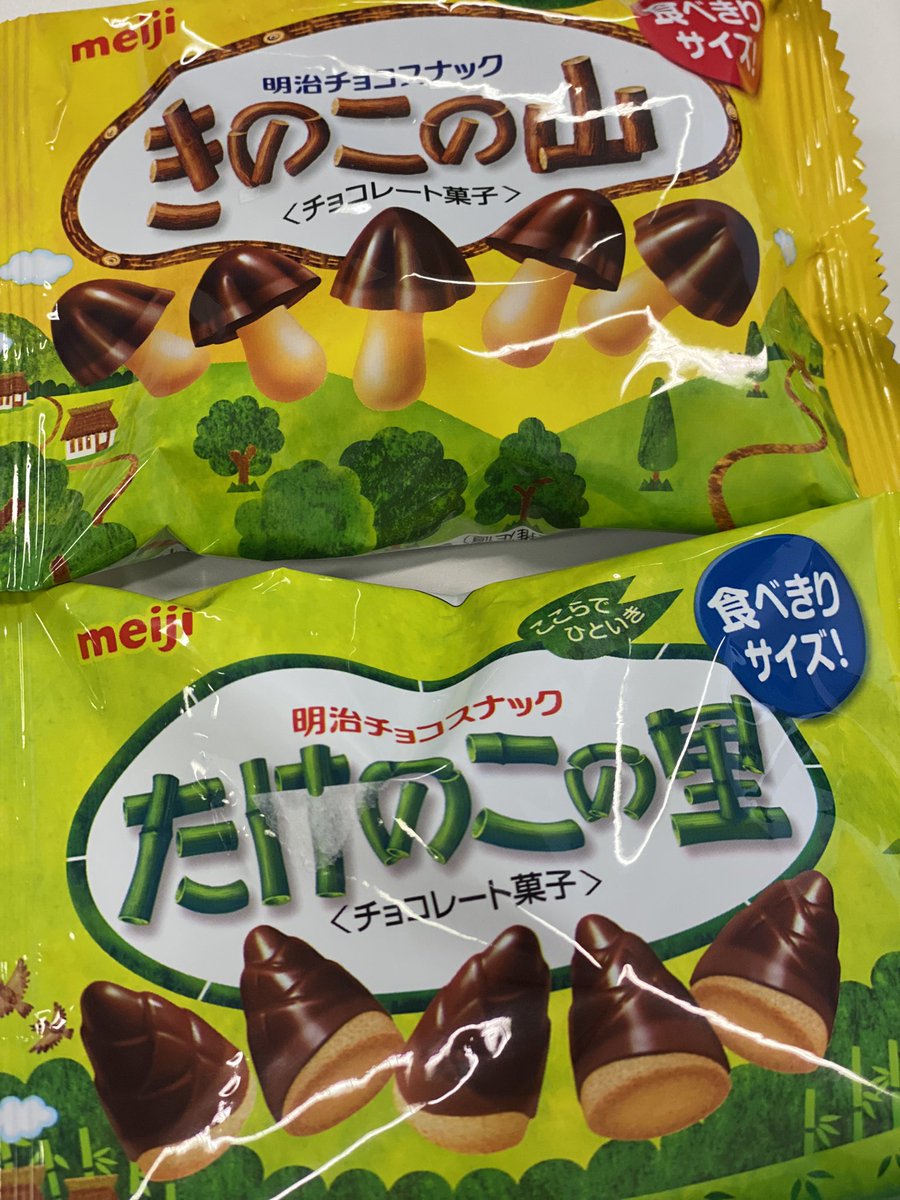 meiji
食べきり
サイズ!
明治チョコスナック
きのこの山
〈チョコレート菓子〉
meiji
ここらで
ひといき
食べきり
サイズ!
明治チョコスナック
たけのこの里
〈チョコレート菓子〉